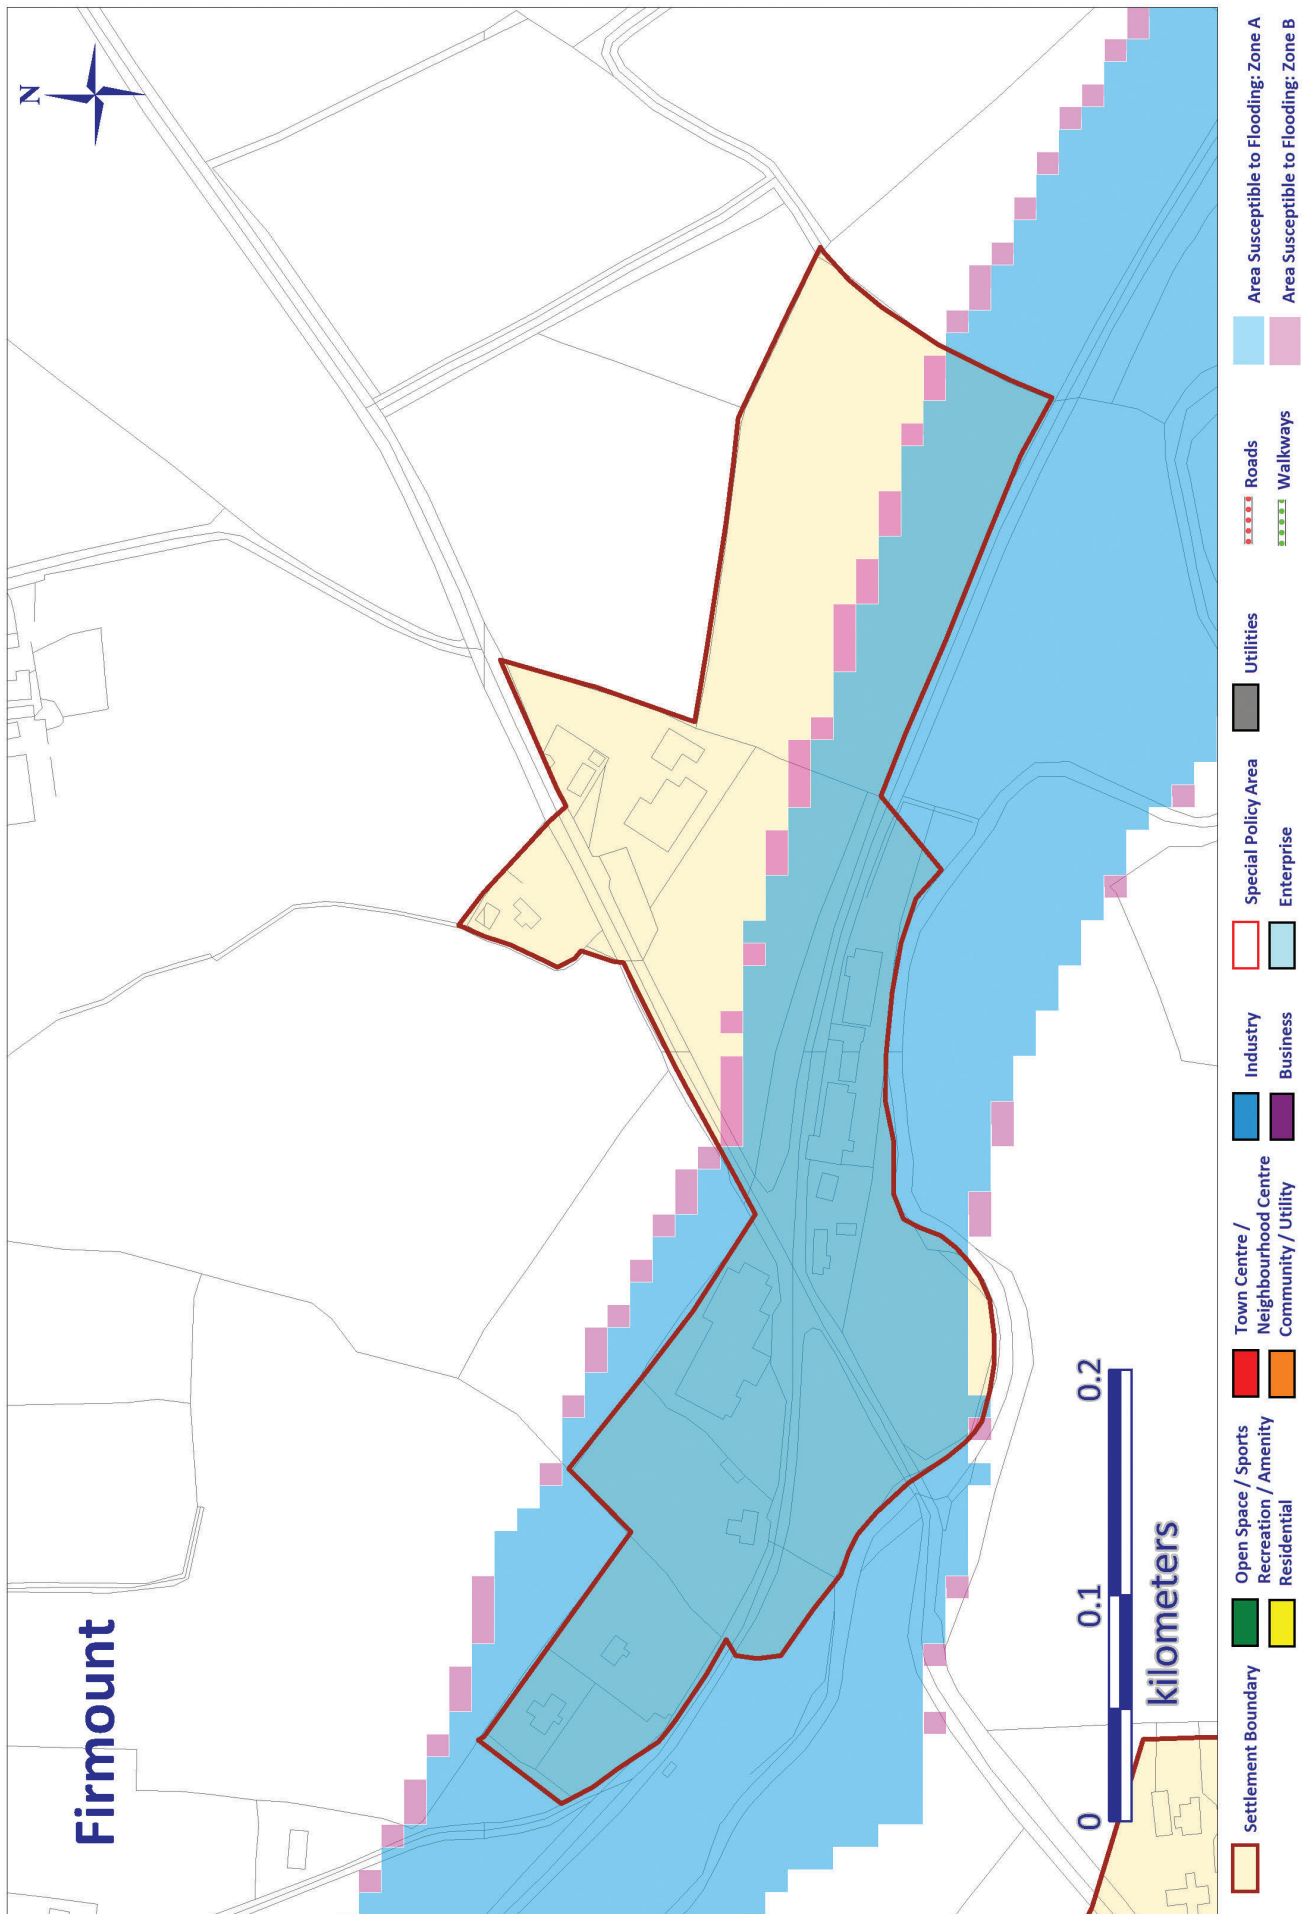 Firmount
N
0 0.1 0.2
kilometers
Settlement Boundary
Open Space / Sports
Recreation / Amenity
Residential
Town Centre /
Neighbourhood Centre
Community / Utility
Industry
Business
Special Policy Area
Enterprise
Utilities
Roads
Walkways
Area Susceptible to Flooding: Zone A
Area Susceptible to Flooding: Zone B